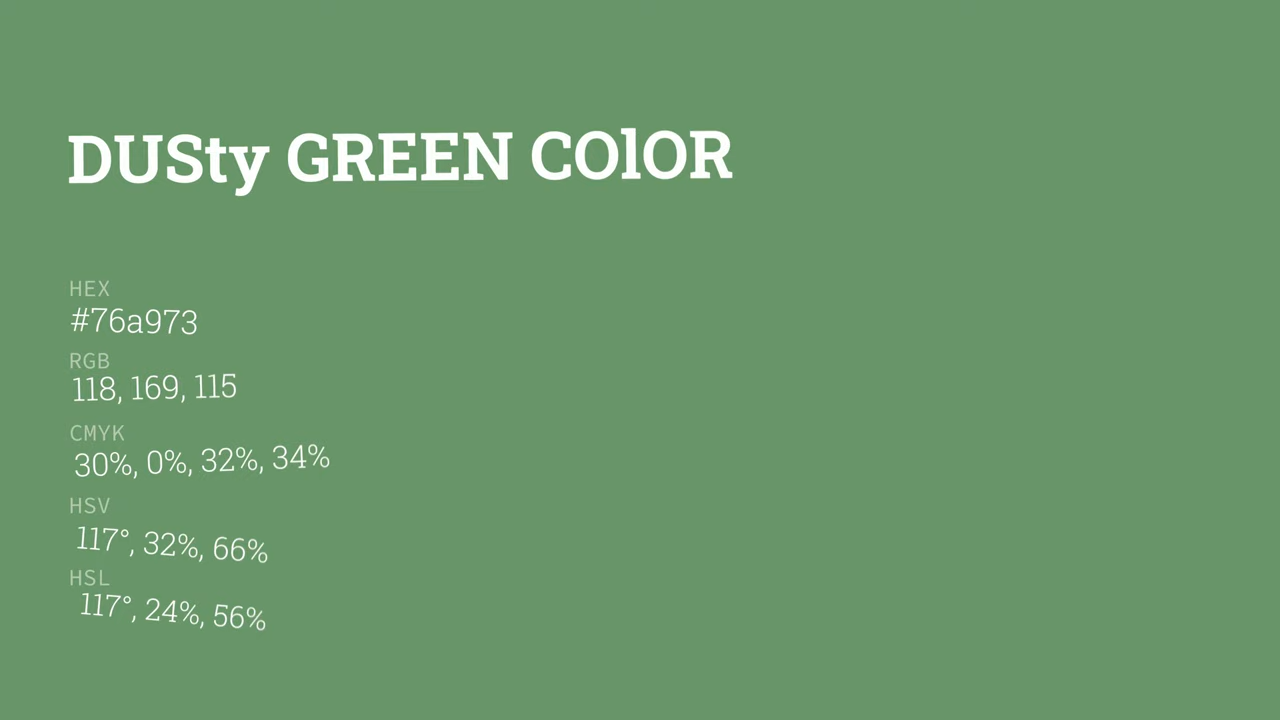 DUSty GREEN COlOR
HEX
#76a973
RGB
118, 169, 115
CMYK
30%, 0%, 32%, 34%
HSV
117°, 32%, 66%
HSL
117°, 24%, 56%